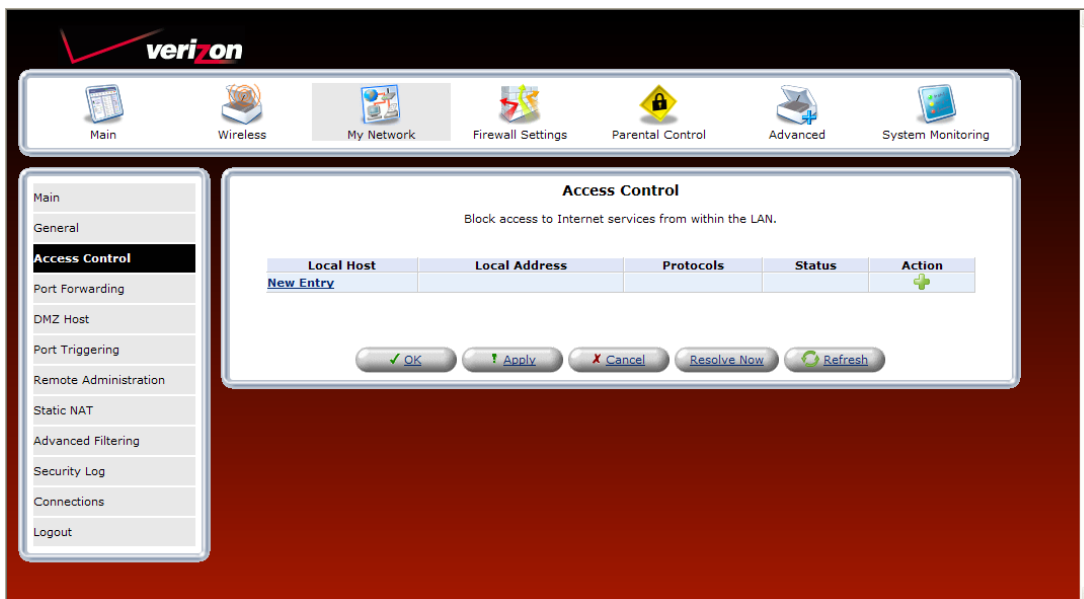 verizon
Main Wireless My Network Firewall Settings Parental Control Advanced System Monitoring
Main
General
Access Control
Port Forwarding
DMZ Host
Port Triggering
Remote Administration
Static NAT
Advanced Filtering
Security Log
Connections
Logout
Access Control
Block access to Internet services from within the LAN.
Local Host Local Address Protocols Status Action
New Entry
OK Apply Cancel Resolve Now Refresh